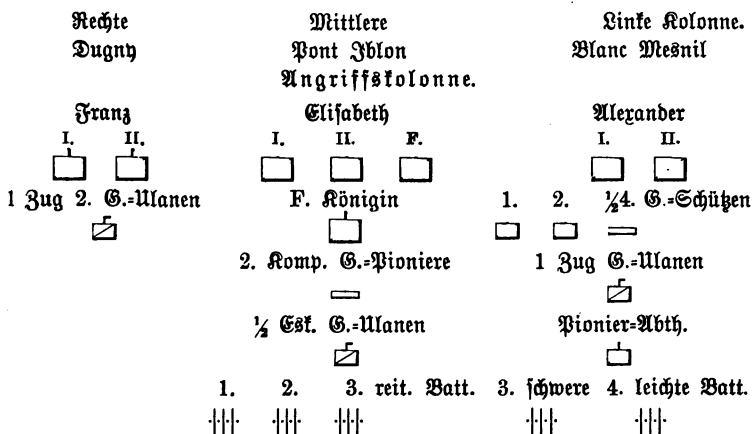 Rechte Mittlere Linke Kolonne.
Dugny Pont Iblon Blanc Mesnil
Angriffskolonne.
Franz Elisabeth Alexander
I. II. I. II. F. I. II.
1 Zug 2. G.=Ulanen F. Königin 1. 2. ½4. G.=Schützen
2. Komp. G.=Pioniere 1 Zug G.=Ulanen
½ Esk. G.=Ulanen Pionier=Abth.
1. 2. 3. reit. Batt. 3. schwere 4. leichte Batt.